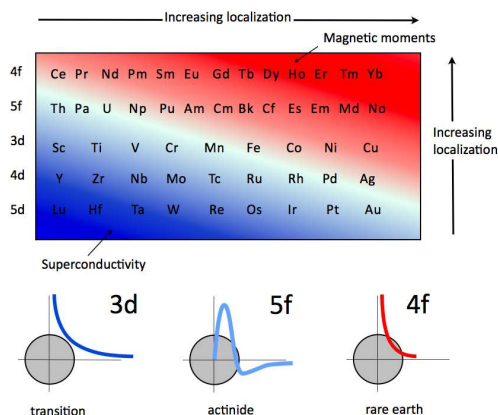 Increasing localization
Magnetic moments
4f Ce Pr Nd Pm Sm Eu Gd Tb Dy Ho Er Tm Yb
5f Th Pa U Np Pu Am Cm Bk Cf Es Em Md No
3d Sc Ti V Cr Mn Fe Co Ni Cu
4d Y Zr Nb Mo Tc Ru Rh Pd Ag
5d Lu Hf Ta W Re Os Ir Pt Au
Increasing
localization
Superconductivity
3d 5f 4f
transition actinide rare earth